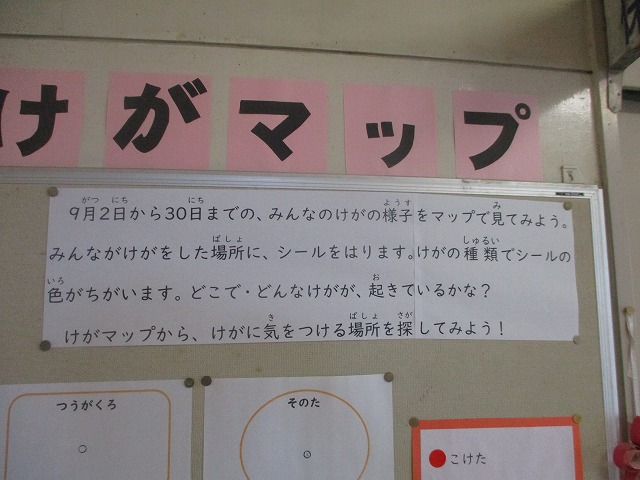 けがマップ
9月2日から30日までの、みんなのけがの様子をマップで見てみよう。
みんながけがをした場所に、シールをはります。けがの種類でシールの
色がちがいます。どこで・どんなけがが、起きているかな？
けがマップから、けがに気をつける場所を探してみよう！
つうがくろ
そのた
こけた